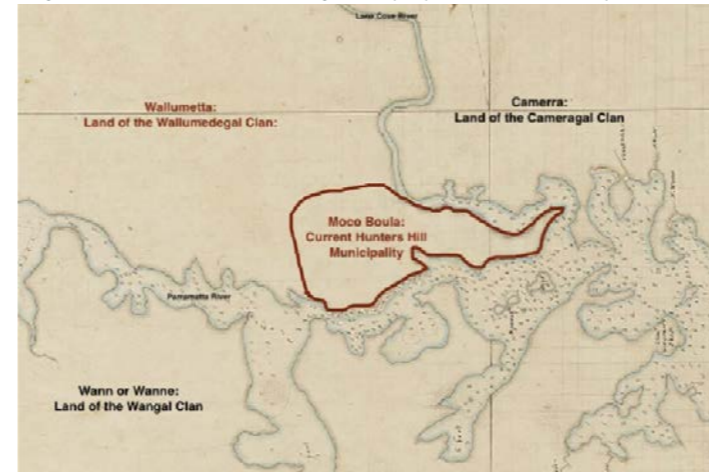 Lane Cove River
Wallumetta:
Land of the Wallumedegal Clan:
Camerra:
Land of the Cameragal Clan
Moco Boula:
Current Hunters Hill
Municipality
Parramatta River
Wann or Wanne:
Land of the Wangal Clan